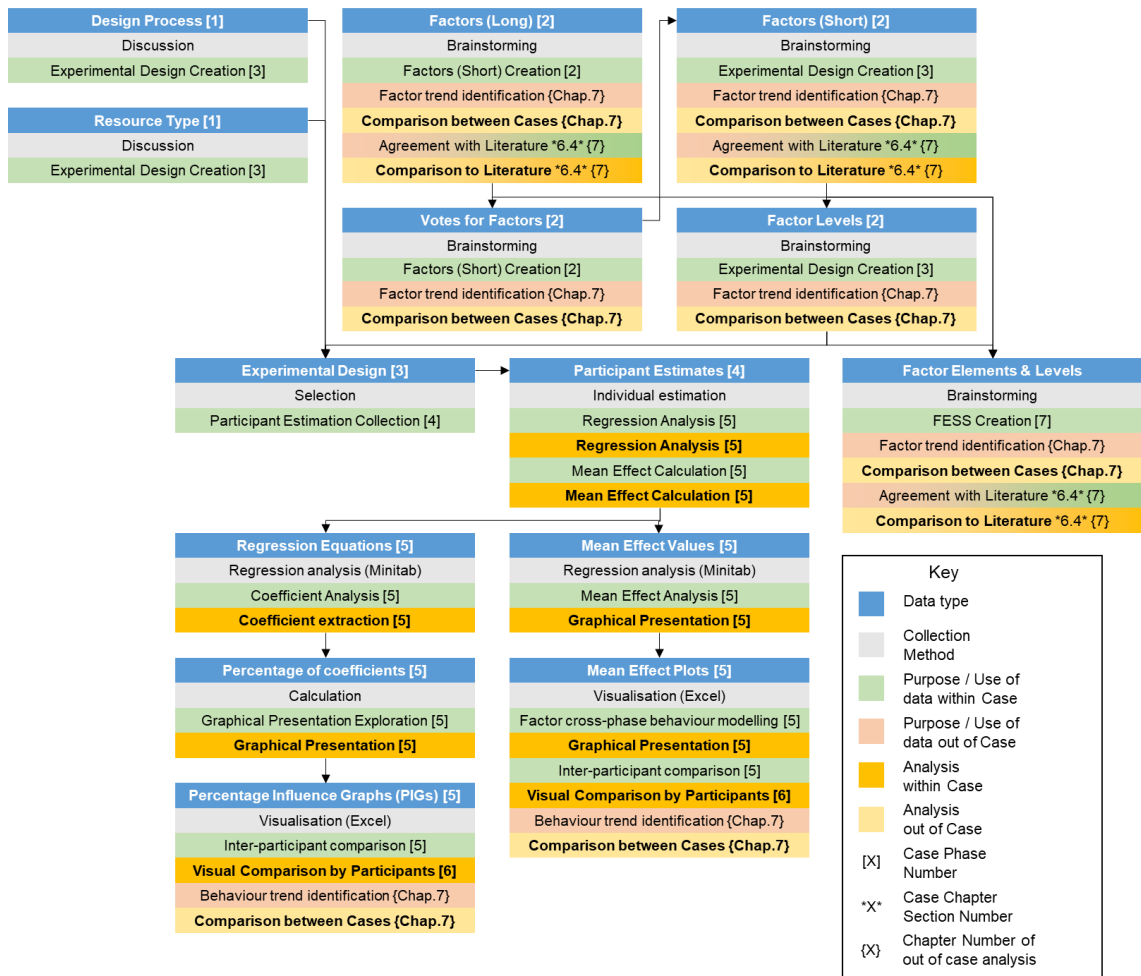 Design Process [1]
Discussion
Experimental Design Creation [3]
Resource Type [1]
Discussion
Experimental Design Creation [3]
Factors (Long) [2]
Brainstorming
Factors (Short) Creation [2]
Factor trend identification {Chap.7}
Comparison between Cases {Chap.7}
Agreement with Literature *6.4* {7}
Comparison to Literature *6.4* {7}
Factors (Short) [2]
Brainstorming
Experimental Design Creation [3]
Factor trend identification {Chap.7}
Comparison between Cases {Chap.7}
Agreement with Literature *6.4* {7}
Comparison to Literature *6.4* {7}
Votes for Factors [2]
Brainstorming
Factors (Short) Creation [2]
Factor trend identification {Chap.7}
Comparison between Cases {Chap.7}
Factor Levels [2]
Brainstorming
Experimental Design Creation [3]
Factor trend identification {Chap.7}
Comparison between Cases {Chap.7}
Experimental Design [3]
Selection
Participant Estimation Collection [4]
Participant Estimates [4]
Individual estimation
Regression Analysis [5]
Regression Analysis [5]
Mean Effect Calculation [5]
Mean Effect Calculation [5]
Factor Elements & Levels
Brainstorming
FESS Creation [7]
Factor trend identification {Chap.7}
Comparison between Cases {Chap.7}
Agreement with Literature *6.4* {7}
Comparison to Literature *6.4* {7}
Regression Equations [5]
Regression analysis (Minitab)
Coefficient Analysis [5]
Coefficient extraction [5]
Mean Effect Values [5]
Regression analysis (Minitab)
Mean Effect Analysis [5]
Graphical Presentation [5]
Percentage of coefficients [5]
Calculation
Graphical Presentation Exploration [5]
Graphical Presentation [5]
Mean Effect Plots [5]
Visualisation (Excel)
Factor cross-phase behaviour modelling [5]
Graphical Presentation [5]
Inter-participant comparison [5]
Visual Comparison by Participants [6]
Behaviour trend identification {Chap.7}
Comparison between Cases {Chap.7}
Percentage Influence Graphs (PIGs) [5]
Visualisation (Excel)
Inter-participant comparison [5]
Visual Comparison by Participants [6]
Behaviour trend identification {Chap.7}
Comparison between Cases {Chap.7}
Key
Data type
Collection
Method
Purpose / Use of
data within Case
Purpose / Use of
data out of Case
Analysis
within Case
Analysis
out of Case
[X] Case Phase
Number
*X* Case Chapter
Section Number
{X} Chapter Number of
out of case analysis